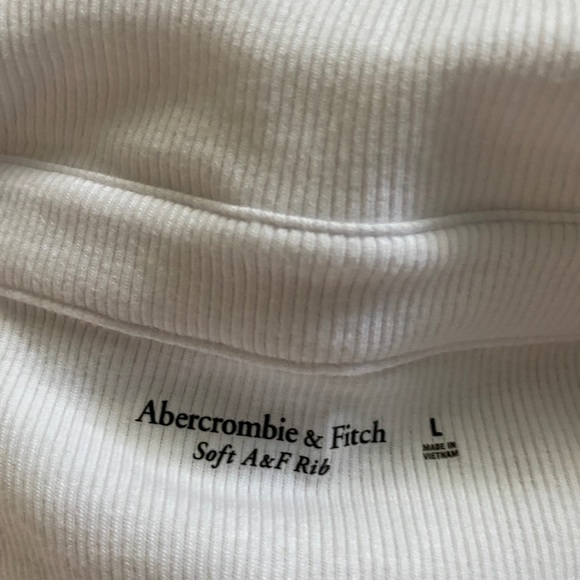 Abercrombie & Fitch
Soft A&F Rib
L
MADE IN
VIETNAM